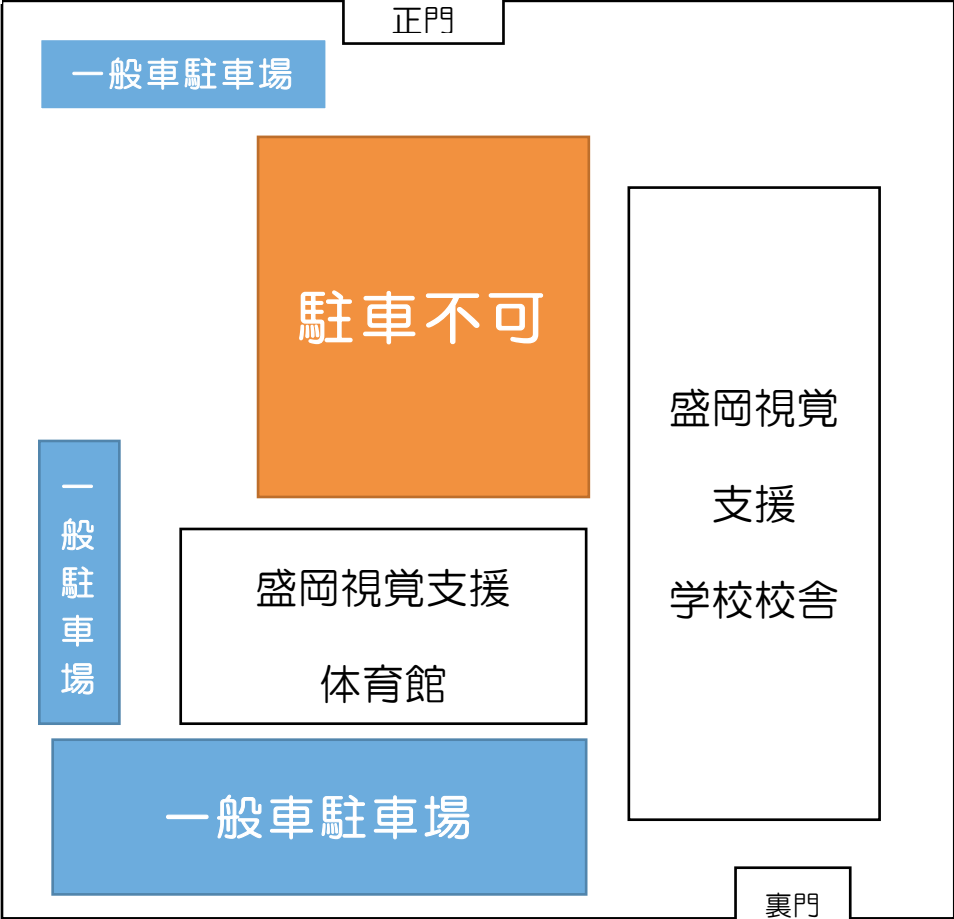 正門
一般車駐車場
駐車不可
盛岡視覚
支援
学校校舎
一般駐車場
盛岡視覚支援
体育館
一般車駐車場
裏門